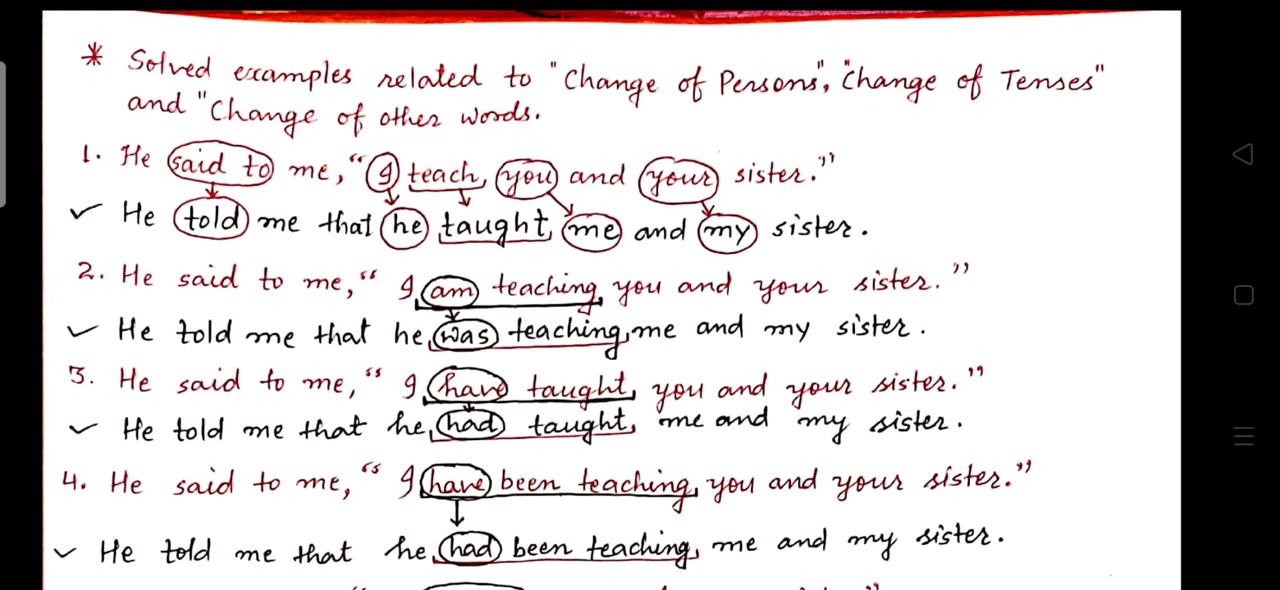 * Solved examples related to "Change of Persons", "Change of Tenses"
and "Change of other words.
1. He said to me, "I teach, you and your sister."
✓ He told me that he taught me and my sister.
2. He said to me, "I am teaching you and your sister."
✓ He told me that he was teaching me and my sister.
3. He said to me, "I have taught, you and your sister."
✓ He told me that he had taught, me and my sister.
4. He said to me, "I have been teaching, you and your sister."
✓ He told me that he had been teaching, me and my sister.